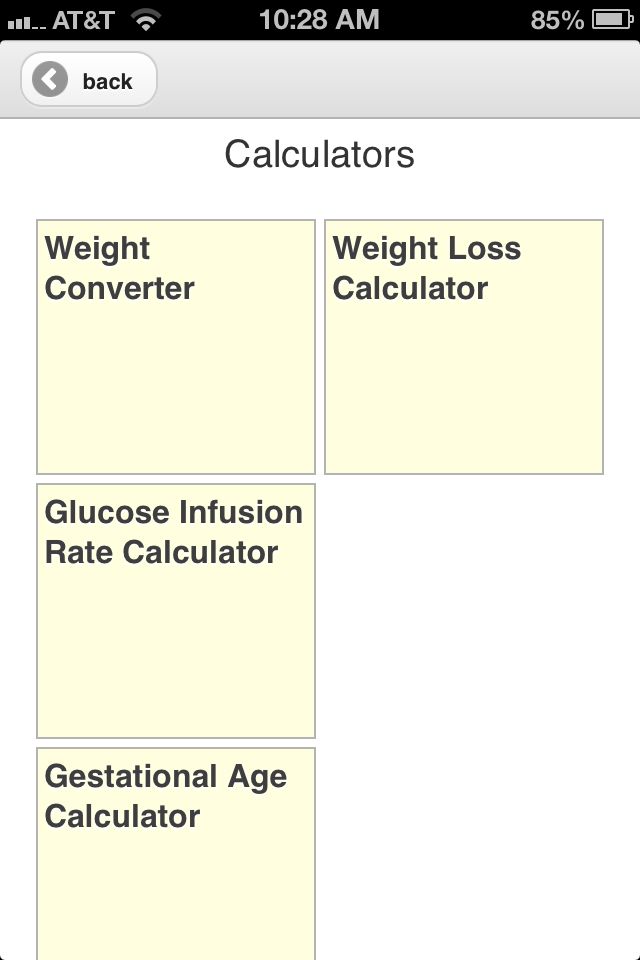 AT&T 10:28 AM 85%
back
Calculators
Weight
Converter
Weight Loss
Calculator
Glucose Infusion
Rate Calculator
Gestational Age
Calculator